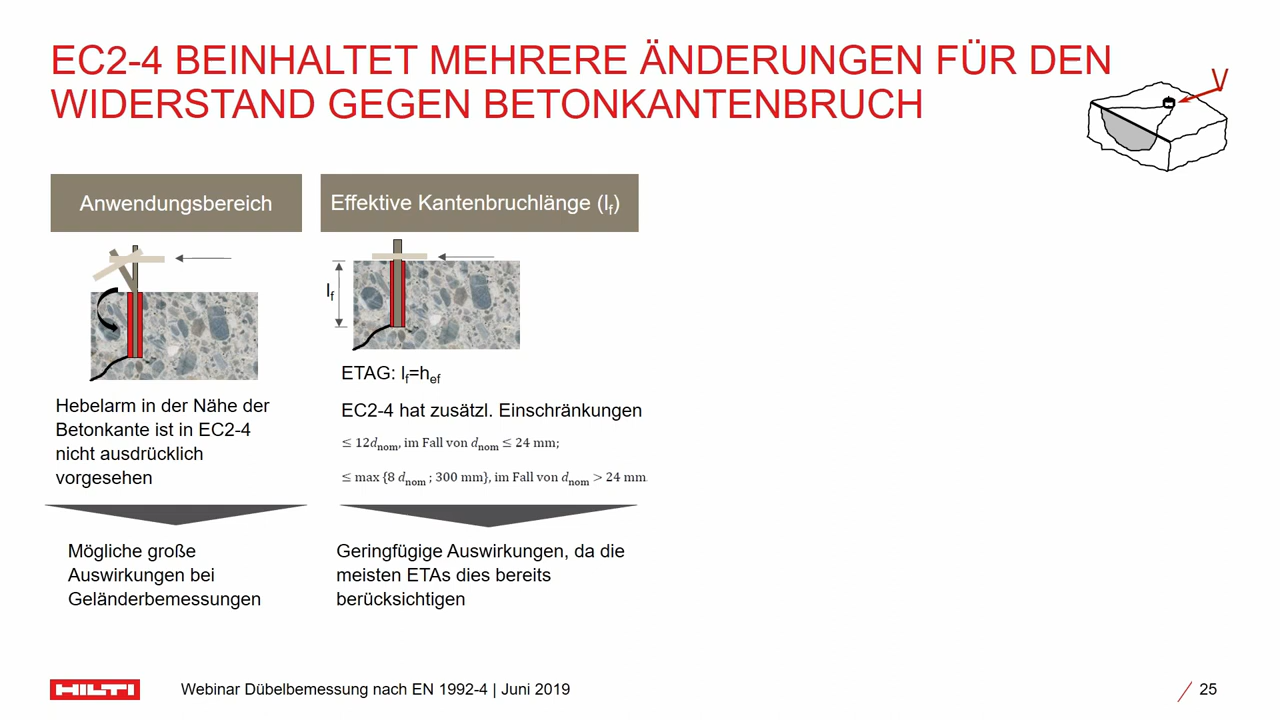 EC2-4 BEINHALTET MEHRERE ÄNDERUNGEN FÜR DEN
WIDERSTAND GEGEN BETONKANTENBRUCH
V
Anwendungsbereich
Hebelarm in der Nähe der
Betonkante ist in EC2-4
nicht ausdrücklich
vorgesehen
Mögliche große
Auswirkungen bei
Geländerbemessungen
Effektive Kantenbruchlänge (lf)
lf
ETAG: lf=hef
EC2-4 hat zusätzl. Einschränkungen
≤ 12dnom, im Fall von dnom ≤ 24 mm;
≤ max {8 dnom ; 300 mm}, im Fall von dnom > 24 mm.
Geringfügige Auswirkungen, da die
meisten ETAs dies bereits
berücksichtigen
HILTI
Webinar Dübelbemessung nach EN 1992-4 | Juni 2019
25